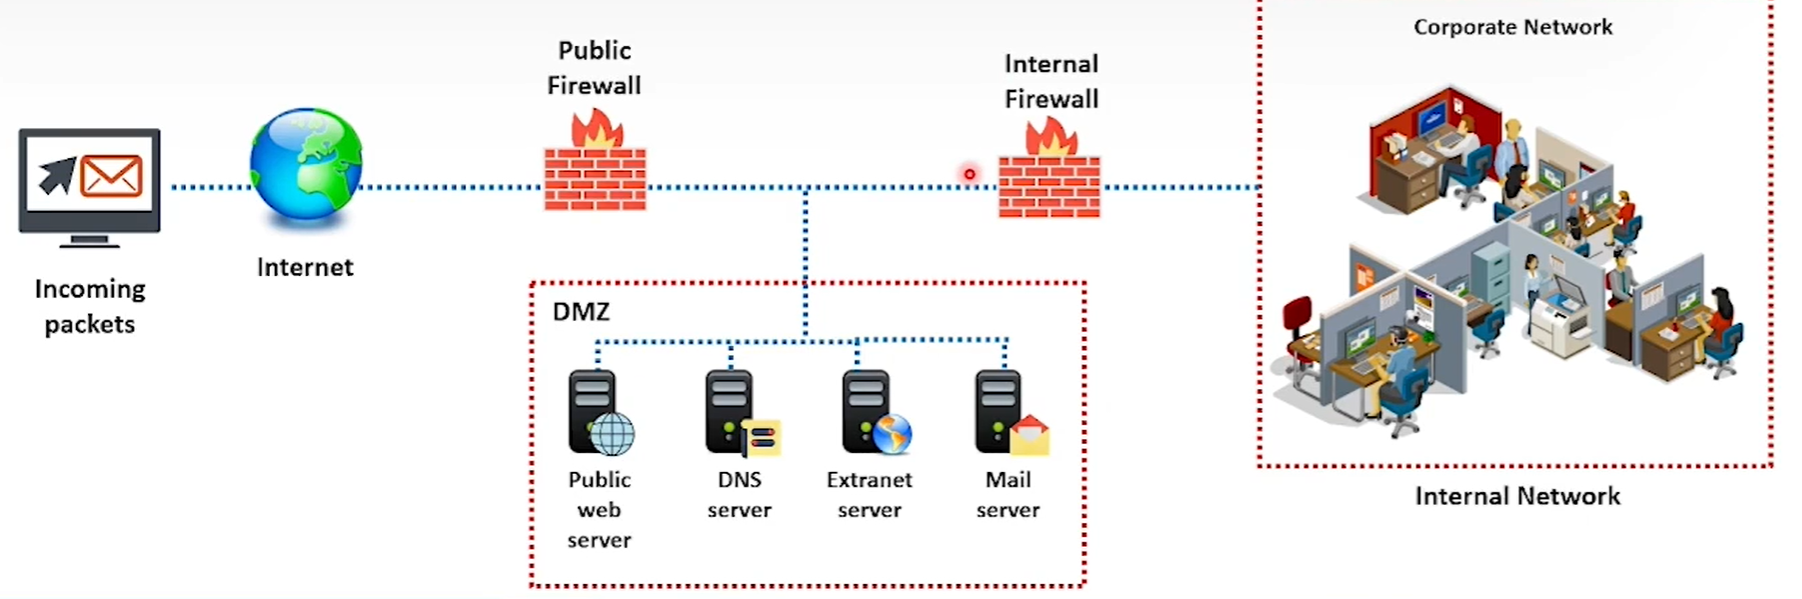 Corporate Network
Public
Firewall
Internal
Firewall
Incoming
packets
Internet
DMZ
Public
web
server
DNS
server
Extranet
server
Mail
server
Internal Network